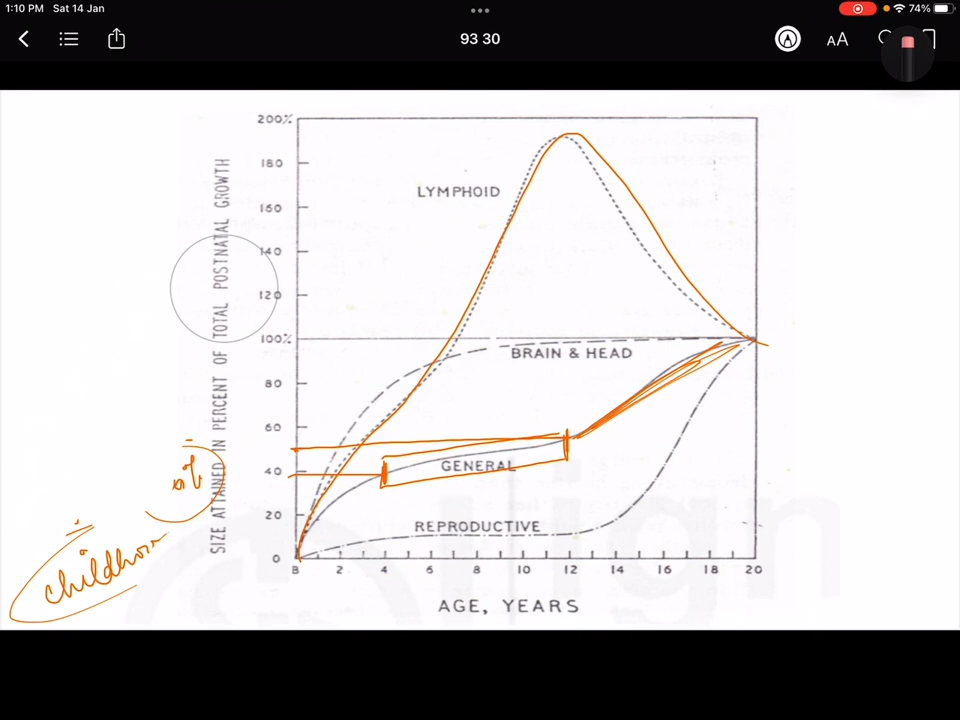 1:10 PM Sat 14 Jan
74%
93 30
AA
200%
180
160
140
120
100%
80
60
40
20
0
SIZE ATTAINED IN PERCENT OF TOTAL POSTNATAL GROWTH
LYMPHOID
BRAIN & HEAD
GENERAL
REPRODUCTIVE
B 2 4 6 8 10 12 14 16 18 20
AGE, YEARS
lign